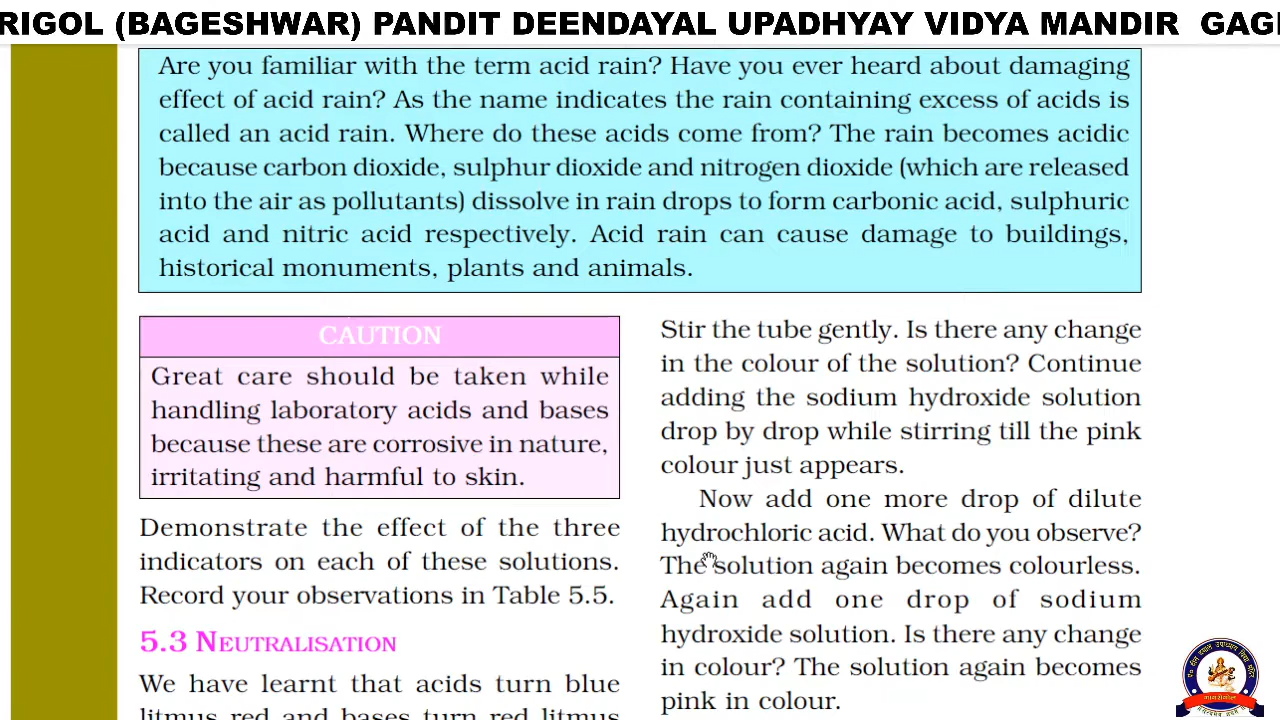 RIGOL (BAGESHWAR) PANDIT DEENDAYAL UPADHYAY VIDYA MANDIR GAG
Are you familiar with the term acid rain? Have you ever heard about damaging
effect of acid rain? As the name indicates the rain containing excess of acids is
called an acid rain. Where do these acids come from? The rain becomes acidic
because carbon dioxide, sulphur dioxide and nitrogen dioxide (which are released
into the air as pollutants) dissolve in rain drops to form carbonic acid, sulphuric
acid and nitric acid respectively. Acid rain can cause damage to buildings,
historical monuments, plants and animals.
CAUTION
Great care should be taken while
handling laboratory acids and bases
because these are corrosive in nature,
irritating and harmful to skin.
Demonstrate the effect of the three
indicators on each of these solutions.
Record your observations in Table 5.5.
5.3 NEUTRALISATION
We have learnt that acids turn blue
litmus red and bases turn red litmus
Stir the tube gently. Is there any change
in the colour of the solution? Continue
adding the sodium hydroxide solution
drop by drop while stirring till the pink
colour just appears.
Now add one more drop of dilute
hydrochloric acid. What do you observe?
The solution again becomes colourless.
Again add one drop of sodium
hydroxide solution. Is there any change
in colour? The solution again becomes
pink in colour.